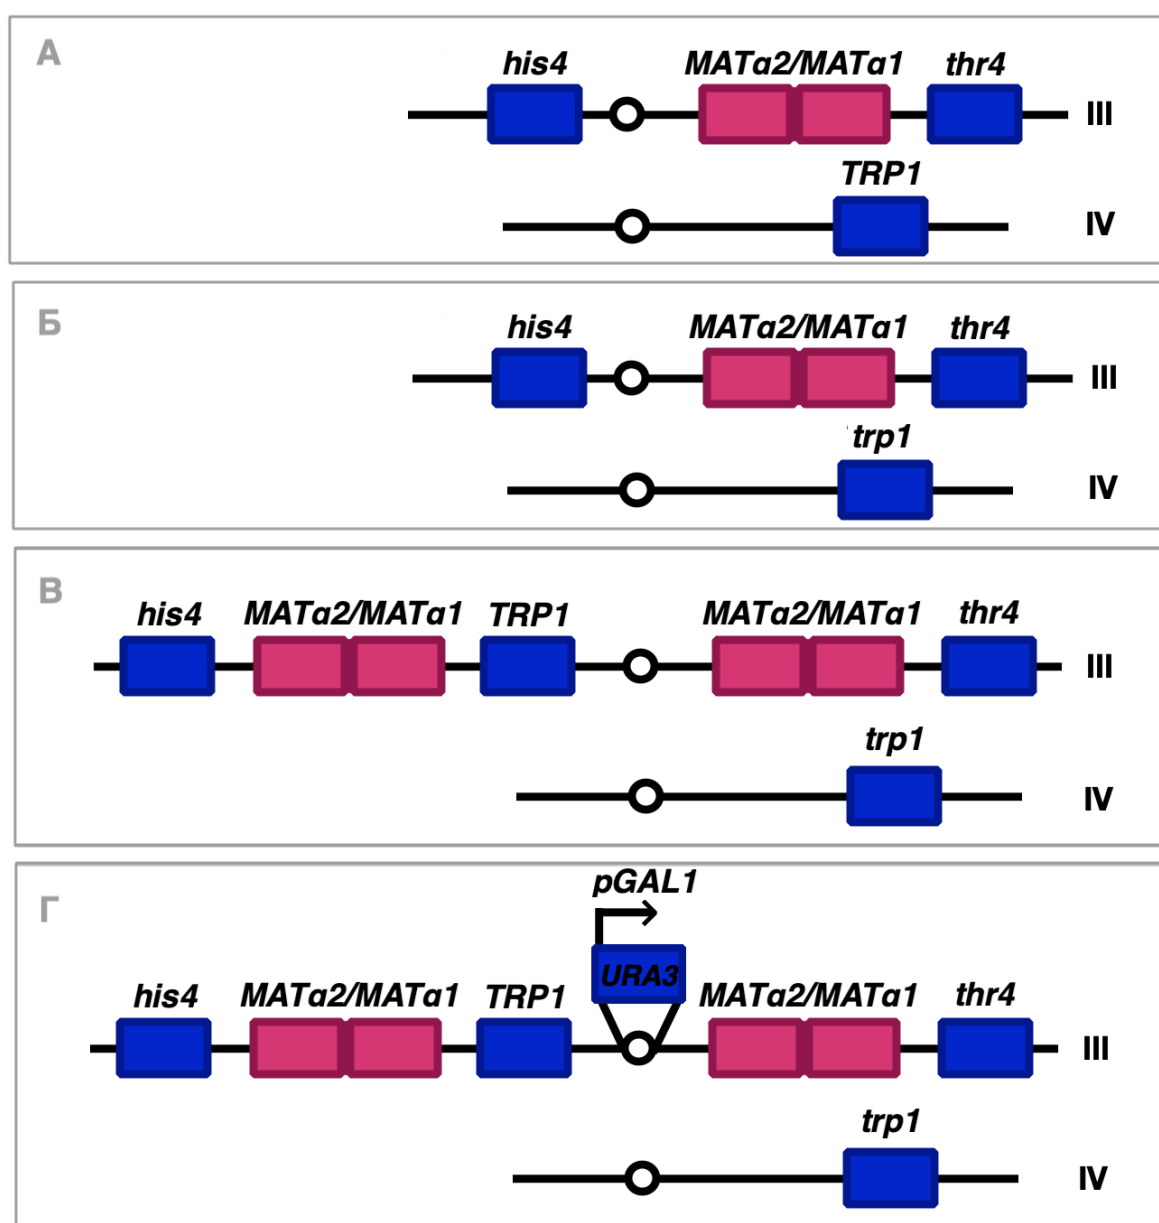 А
his4 MATα2/MATα1 thr4
III
TRP1
IV
Б
his4 MATα2/MATα1 thr4
III
trp1
IV
В
his4 MATα2/MATα1 TRP1 MATα2/MATα1 thr4
III
trp1
IV
Г
pGAL1
URA3
his4 MATα2/MATα1 TRP1 MATα2/MATα1 thr4
III
trp1
IV